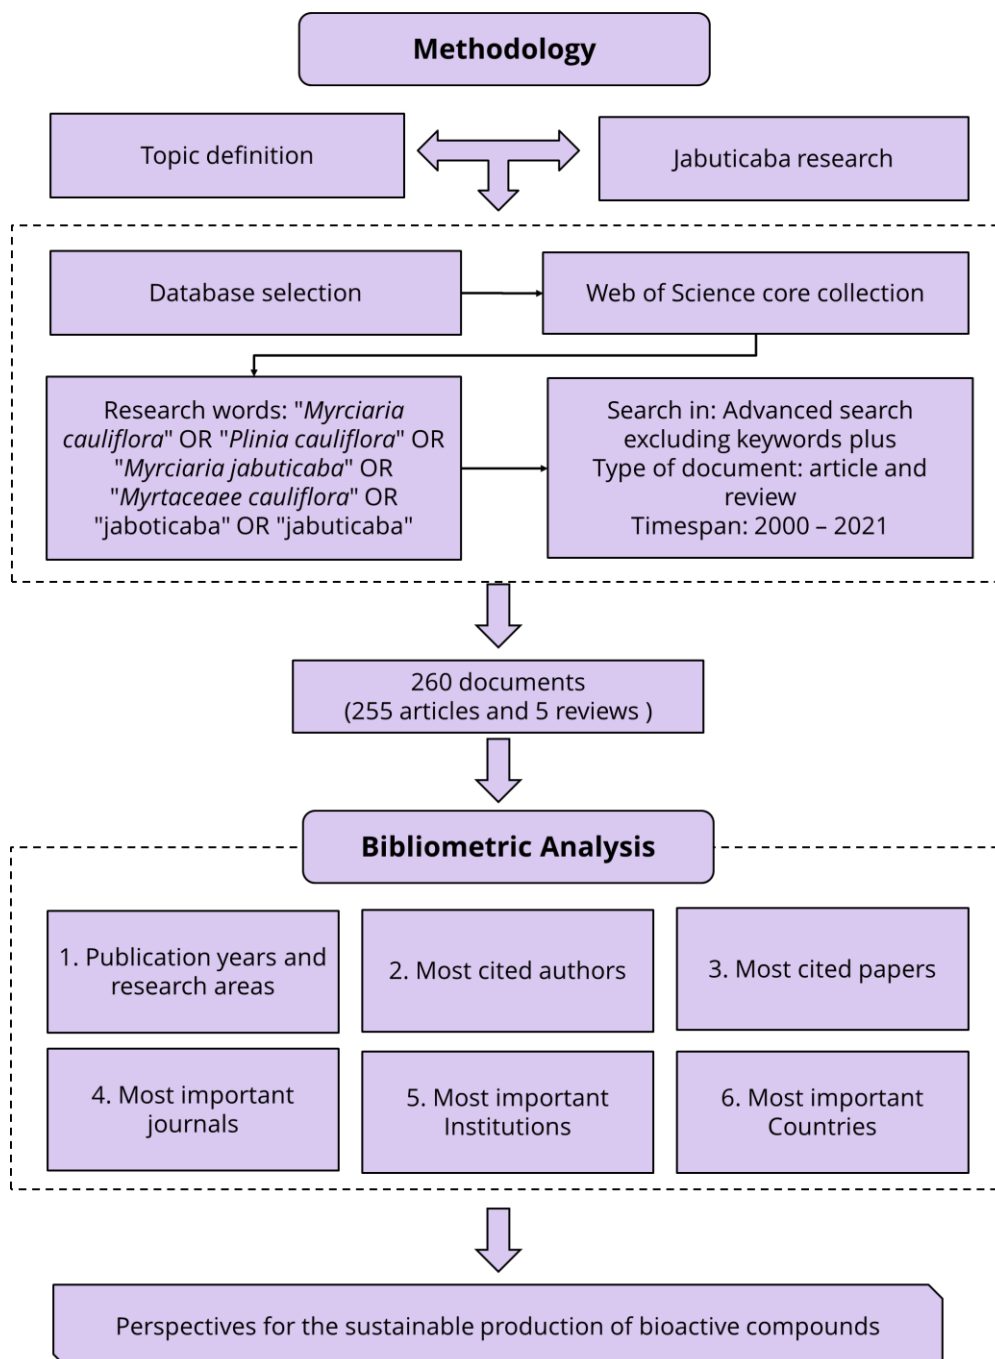 Methodology
Topic definition
Jabuticaba research
Database selection
Web of Science core collection
Research words: "Myrciaria
cauliflora" OR "Plinia cauliflora" OR
"Myrciaria jabuticaba" OR
"Myrtaceaee cauliflora" OR
"jaboticaba" OR "jabuticaba"
Search in: Advanced search
excluding keywords plus
Type of document: article and
review
Timespan: 2000 – 2021
260 documents
(255 articles and 5 reviews )
Bibliometric Analysis
1. Publication years and
research areas
2. Most cited authors
3. Most cited papers
4. Most important
journals
5. Most important
Institutions
6. Most important
Countries
Perspectives for the sustainable production of bioactive compounds